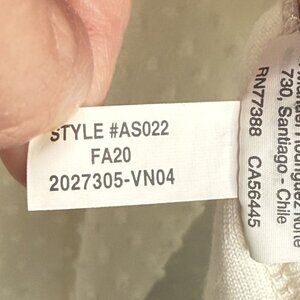 STYLE #AS022
FA20
2027305-VN04
730, Santiago - Chile
RN77388 CA56445